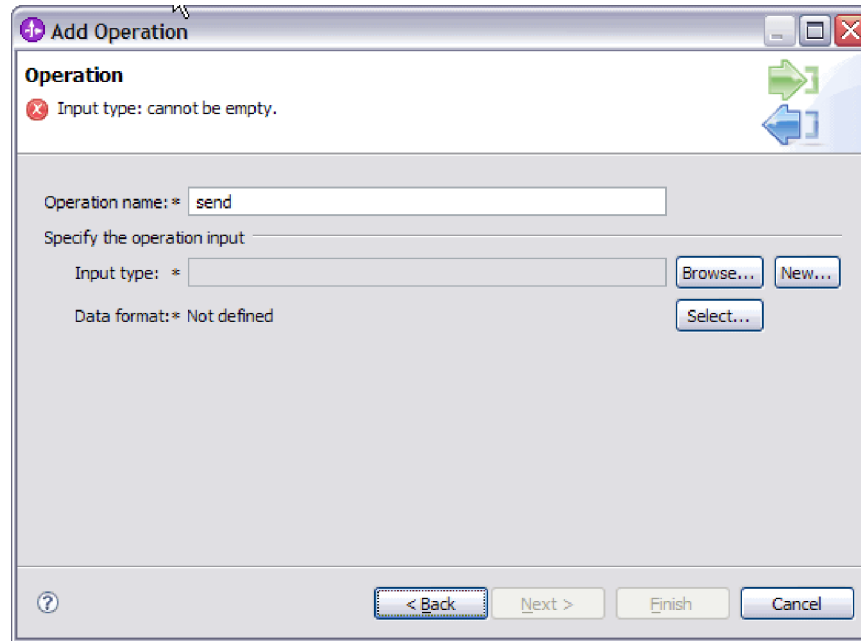 Add Operation
Operation
Input type: cannot be empty.
Operation name:* send
Specify the operation input
Input type: * Browse... New...
Data format:* Not defined Select...
? < Back Next > Finish Cancel